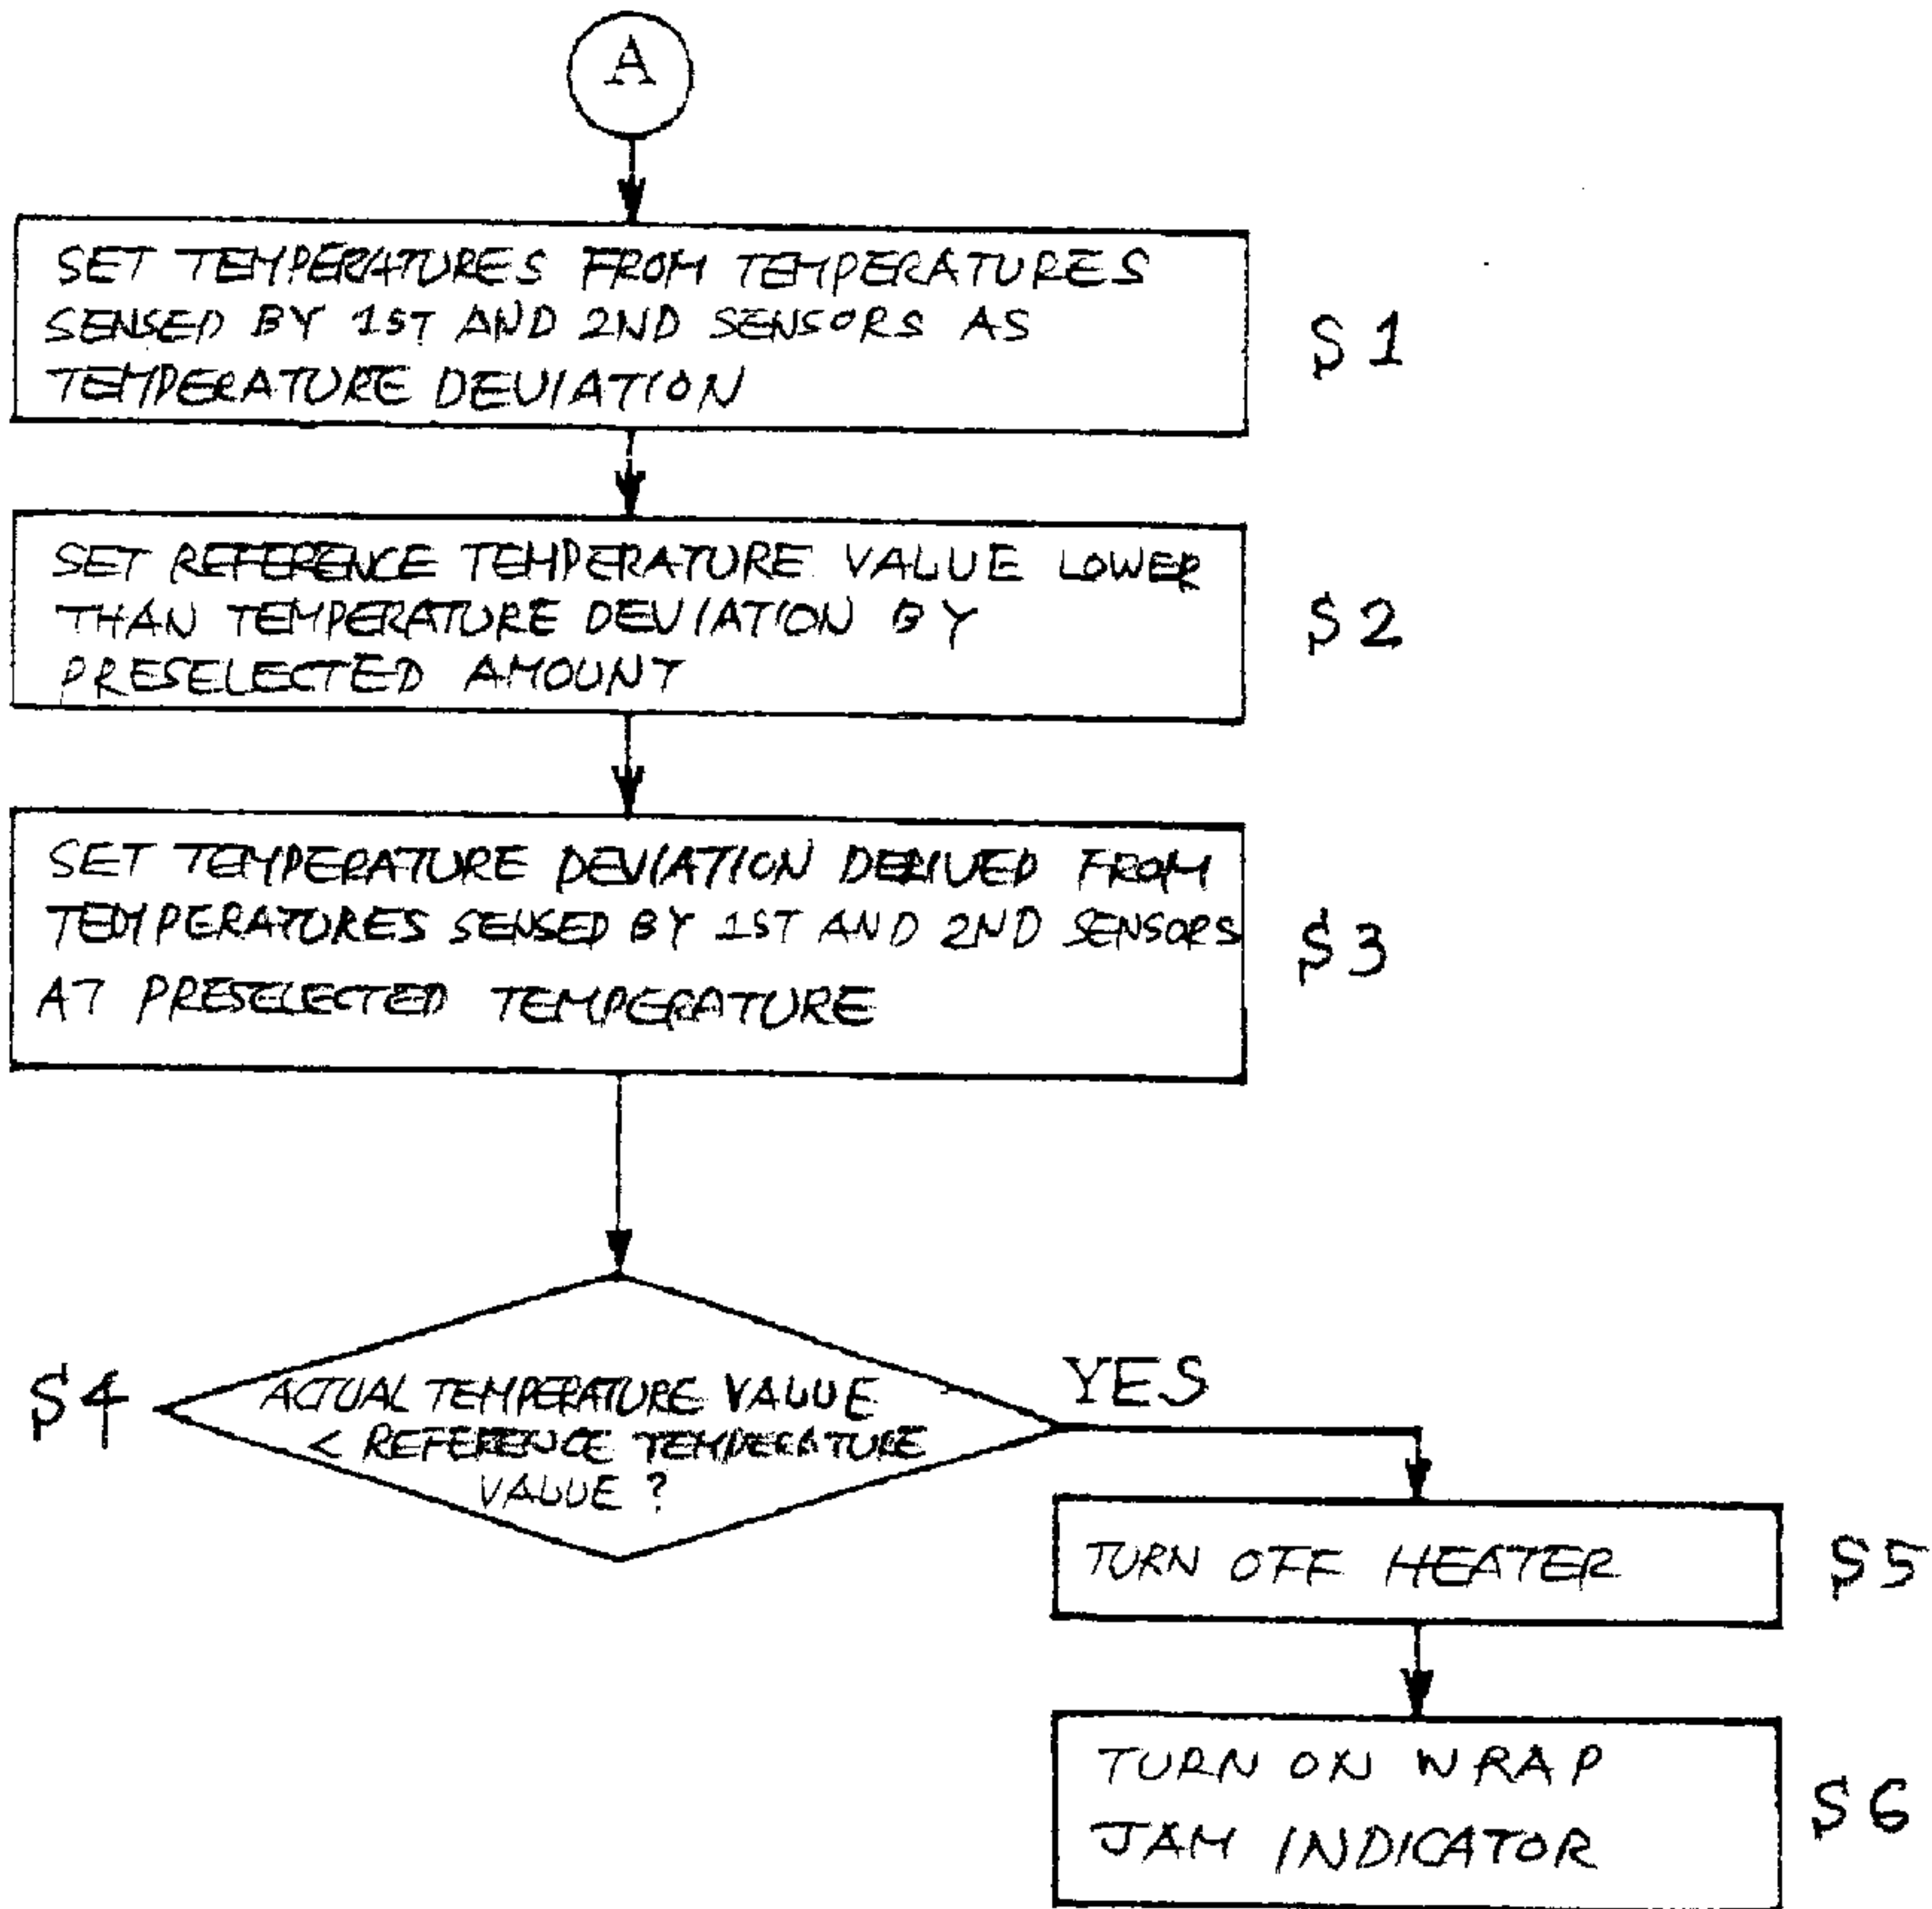 A
SET TEMPERATURES FROM TEMPERATURES
SENSED BY 1ST AND 2ND SENSORS AS
TEMPERATURE DEVIATION
S1
SET REFERENCE TEMPERATURE VALUE LOWER
THAN TEMPERATURE DEVIATION BY
PRESELECTED AMOUNT
S2
SET TEMPERATURE DEVIATION DERIVED FROM
TEMPERATURES SENSED BY 1ST AND 2ND SENSORS
AT PRESELECTED TEMPERATURE
S3
S4
ACTUAL TEMPERATURE VALUE
< REFERENCE TEMPERATURE
VALUE ?
YES
TURN OFF HEATER
S5
TURN ON WRAP
JAM INDICATOR
S6